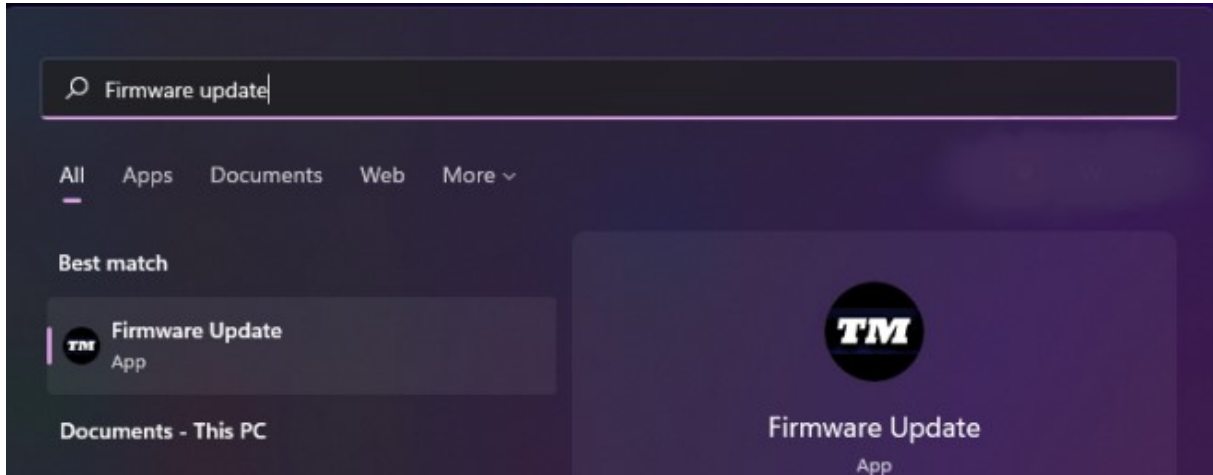 Firmware update
All Apps Documents Web More
Best match
TM
Firmware Update
App
Documents - This PC
TM
Firmware Update
App